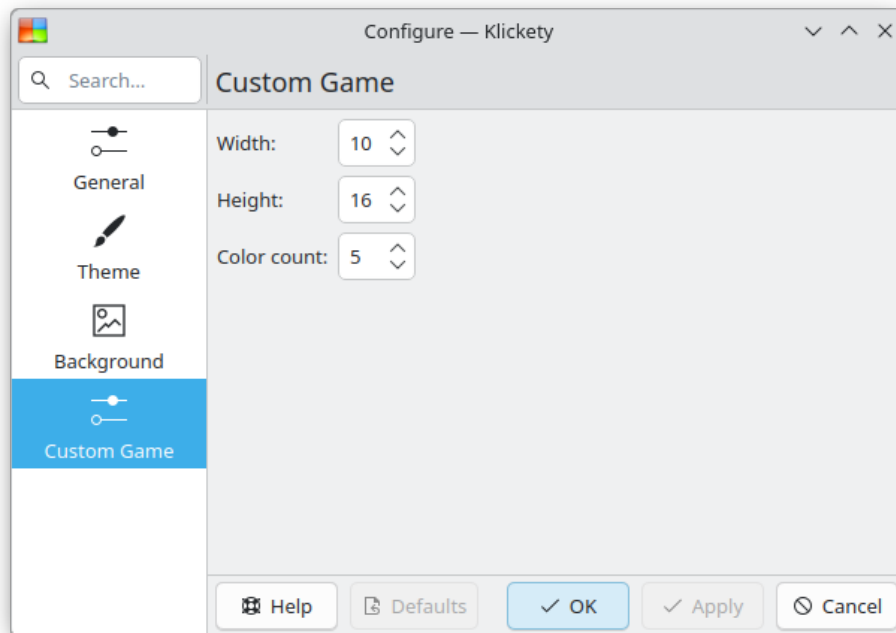 Configure — Klickety
Search...
Custom Game
General
Theme
Background
Custom Game
Width: 10
Height: 16
Color count: 5
Help Defaults OK Apply Cancel